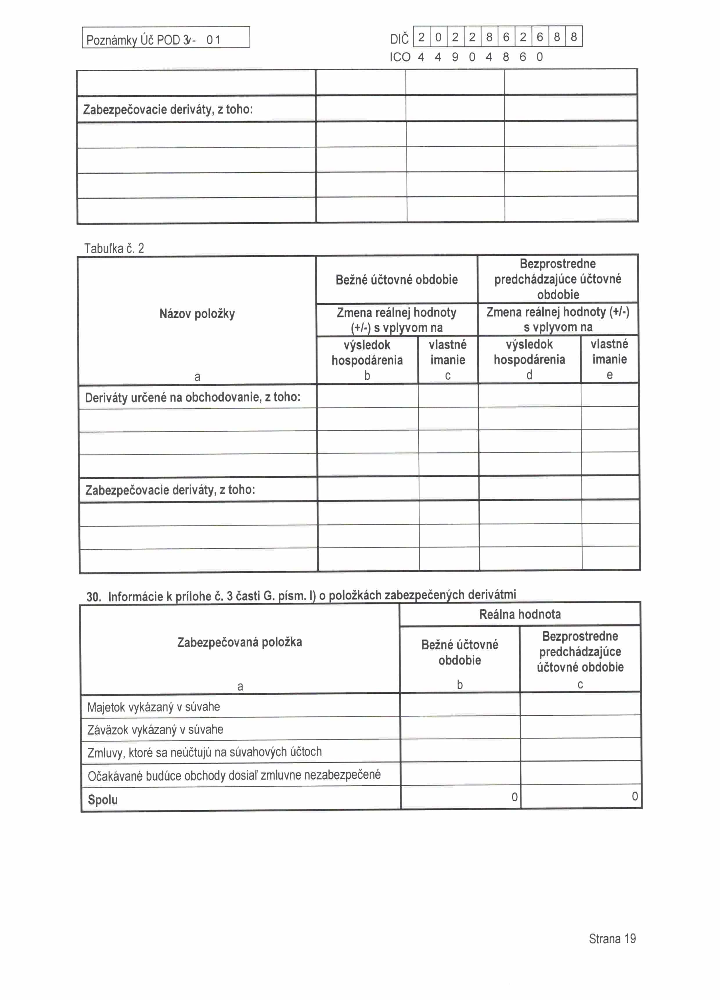 Poznámky Úč POD 3v- 01
DIČ 2 0 2 2 8 6 2 6 8 8
ICO 4 4 9 0 4 8 6 0
Zabezpečovacie deriváty, z toho:
Tabuľka č. 2
Názov položky
a
Bežné účtovné obdobie
Bezprostredne
predchádzajúce účtovné
obdobie
Zmena reálnej hodnoty
(+/-) s vplyvom na
Zmena reálnej hodnoty (+/-)
s vplyvom na
výsledok
hospodárenia
b
vlastné
imanie
c
výsledok
hospodárenia
d
vlastné
imanie
e
Deriváty určené na obchodovanie, z toho:
Zabezpečovacie deriváty, z toho:
30. Informácie k prílohe č. 3 časti G. písm. l) o položkách zabezpečených derivátmi
Zabezpečovaná položka
a
Reálna hodnota
Bežné účtovné
obdobie
b
Bezprostredne
predchádzajúce
účtovné obdobie
c
Majetok vykázaný v súvahe
Záväzok vykázaný v súvahe
Zmluvy, ktoré sa neúčtujú na súvahových účtoch
Očakávané budúce obchody dosiaľ zmluvne nezabezpečené
Spolu 0 0
Strana 19